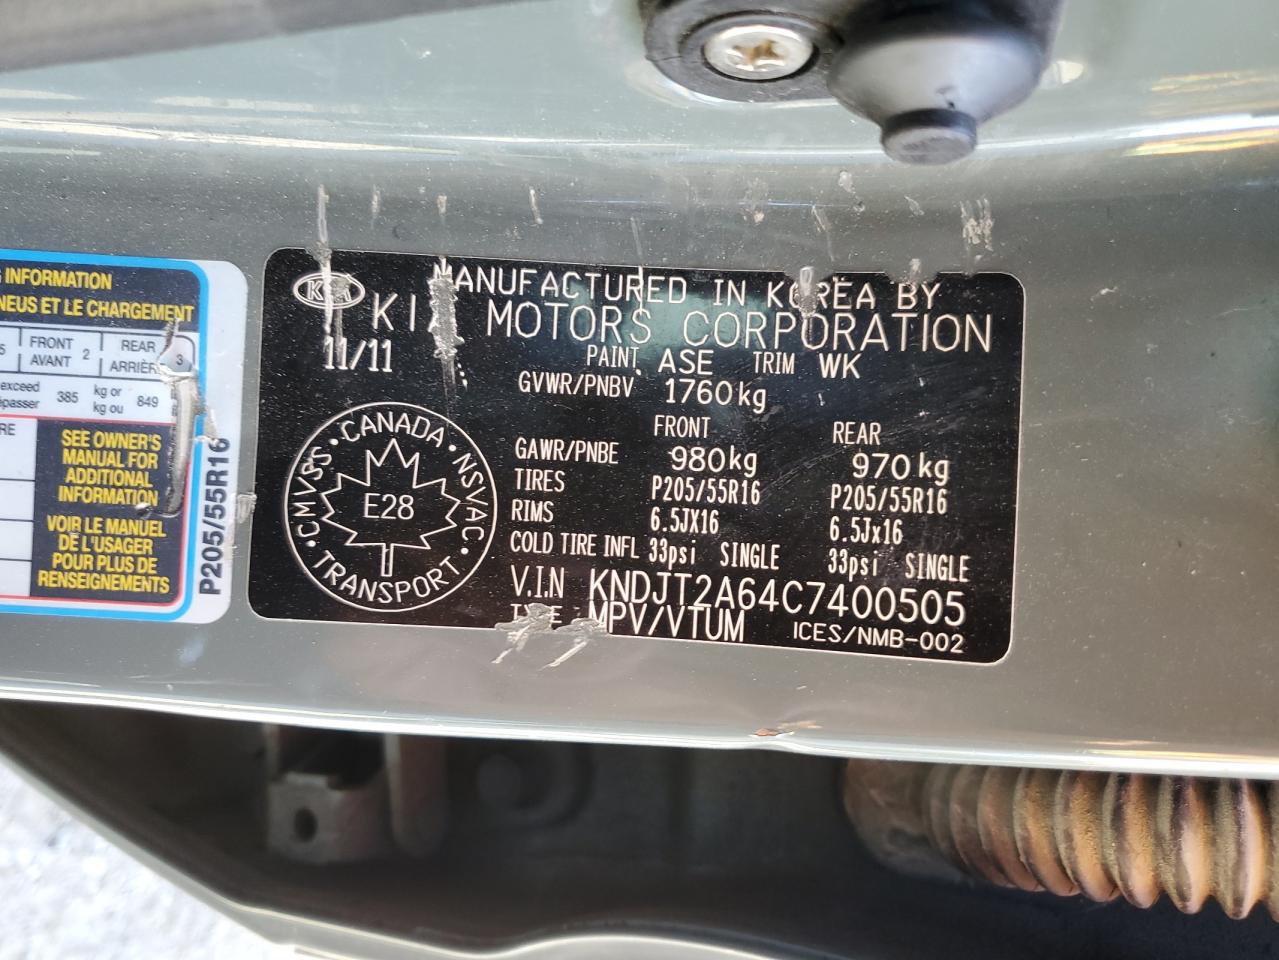 INFORMATION
NEUS ET LE CHARGEMENT
FRONT
AVANT
2
REAR
ARRIÈRE
3
exceed
385
kg or
kg ou
849
SEE OWNER'S
MANUAL FOR
ADDITIONAL
INFORMATION
VOIR LE MANUEL
DE L'USAGER
POUR PLUS DE
RENSEIGNEMENTS
P205/55R16
KIA
MANUFACTURED IN KOREA BY
KIA MOTORS CORPORATION
11/11
PAINT. ASE TRIM WK
GVWR/PNBV 1760kg
FRONT REAR
GAWR/PNBE 980kg 970kg
TIRES P205/55R16 P205/55R16
RIMS 6.5JX16 6.5Jx16
COLD TIRE INFL 33psi SINGLE 33psi SINGLE
V.I.N KNDJT2A64C7400505
TYPE MPV/VTUM ICES/NMB-002
CANADA · NSVAC · TRANSPORT · CMVSS
E28